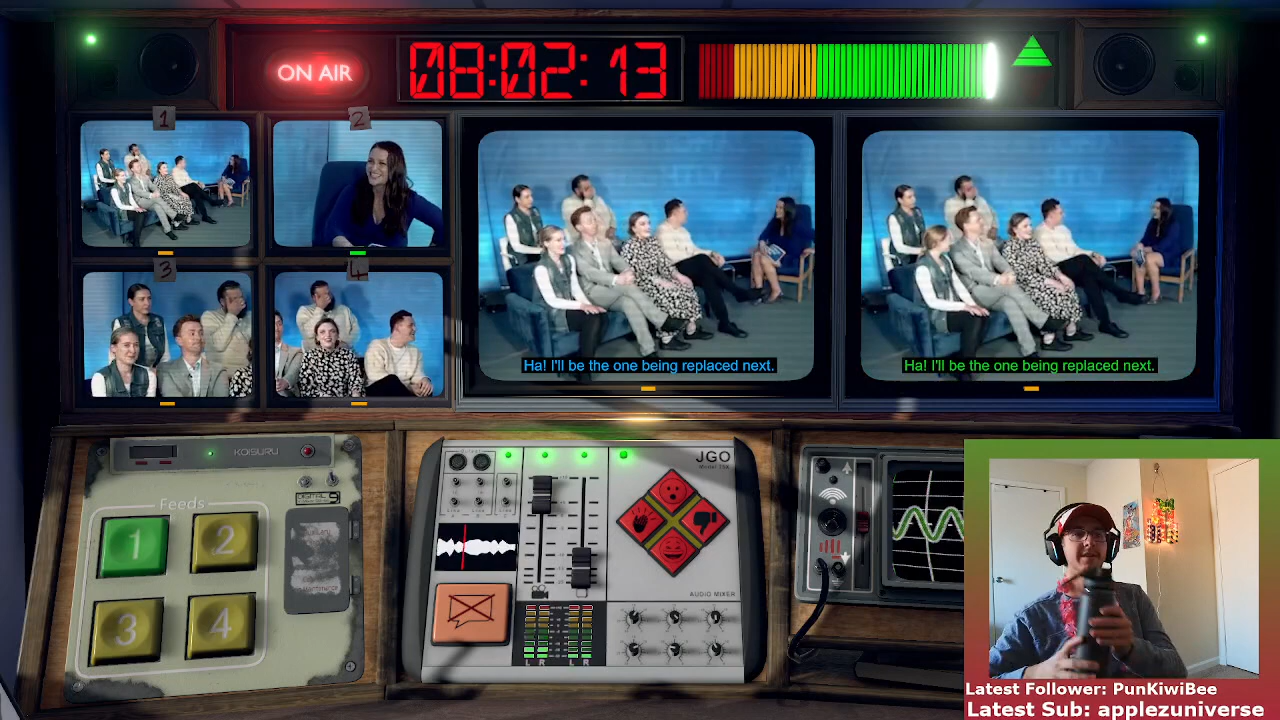 ON AIR
08:02:13
1
2
3
4
Ha! I'll be the one being replaced next.
Ha! I'll be the one being replaced next.
KOISURU
Feeds
1
2
3
4
DIGITAL 9
JGO
AUDIO MIXER
L R L R
Latest Follower: PunKiwiBee
Latest Sub: applezuniverse